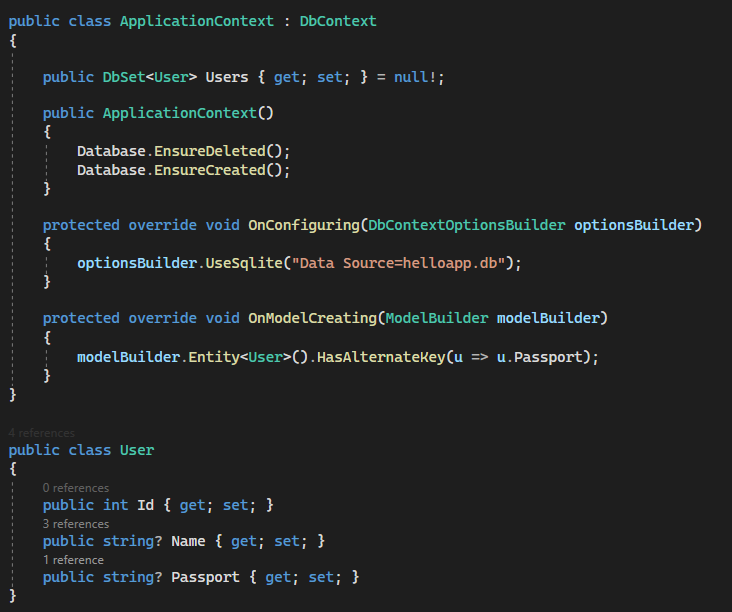 public class ApplicationContext : DbContext
{
public DbSet<User> Users { get; set; } = null!;
public ApplicationContext()
{
Database.EnsureDeleted();
Database.EnsureCreated();
}
protected override void OnConfiguring(DbContextOptionsBuilder optionsBuilder)
{
optionsBuilder.UseSqlite("Data Source=helloapp.db");
}
protected override void OnModelCreating(ModelBuilder modelBuilder)
{
modelBuilder.Entity<User>().HasAlternateKey(u => u.Passport);
}
}
4 references
public class User
{
0 references
public int Id { get; set; }
3 references
public string? Name { get; set; }
1 reference
public string? Passport { get; set; }
}